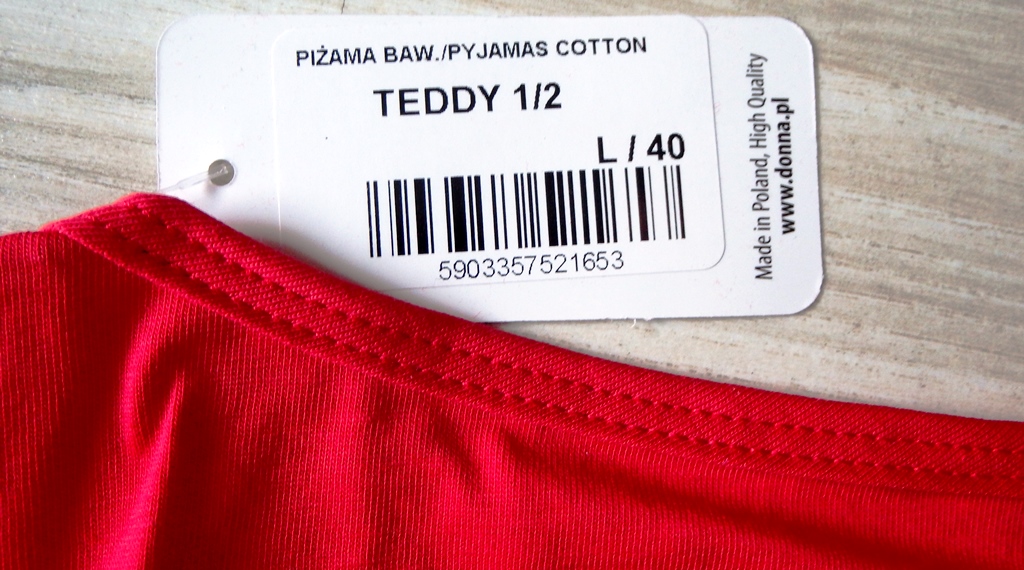 PIŻAMA BAW./PYJAMAS COTTON
TEDDY 1/2
L / 40
5903357521653
Made in Poland, High Quality
www.donna.pl